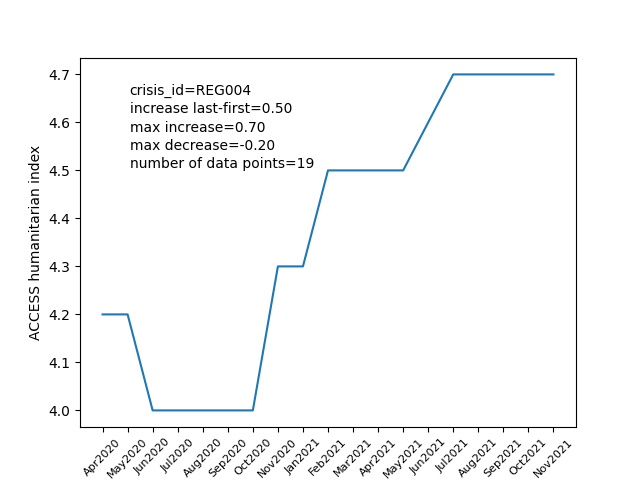 4.7
4.6
4.5
4.4
4.3
4.2
4.1
4.0
ACCESS humanitarian index
crisis_id=REG004
increase last-first=0.50
max increase=0.70
max decrease=-0.20
number of data points=19
Apr2020
May2020
Jun2020
Jul2020
Aug2020
Sep2020
Oct2020
Nov2020
Jan2021
Feb2021
Mar2021
Apr2021
May2021
Jun2021
Jul2021
Aug2021
Sep2021
Oct2021
Nov2021